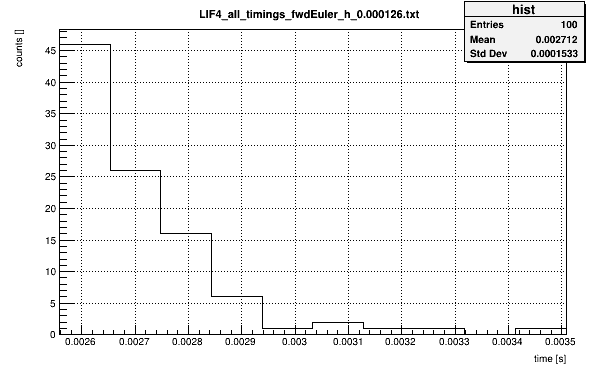 LIF4_all_timings_fwdEuler_h_0.000126.txt
hist
Entries 100
Mean 0.002712
Std Dev 0.0001533
counts []
45
40
35
30
25
20
15
10
5
0
0.0026 0.0027 0.0028 0.0029 0.003 0.0031 0.0032 0.0033 0.0034 0.0035
time [s]